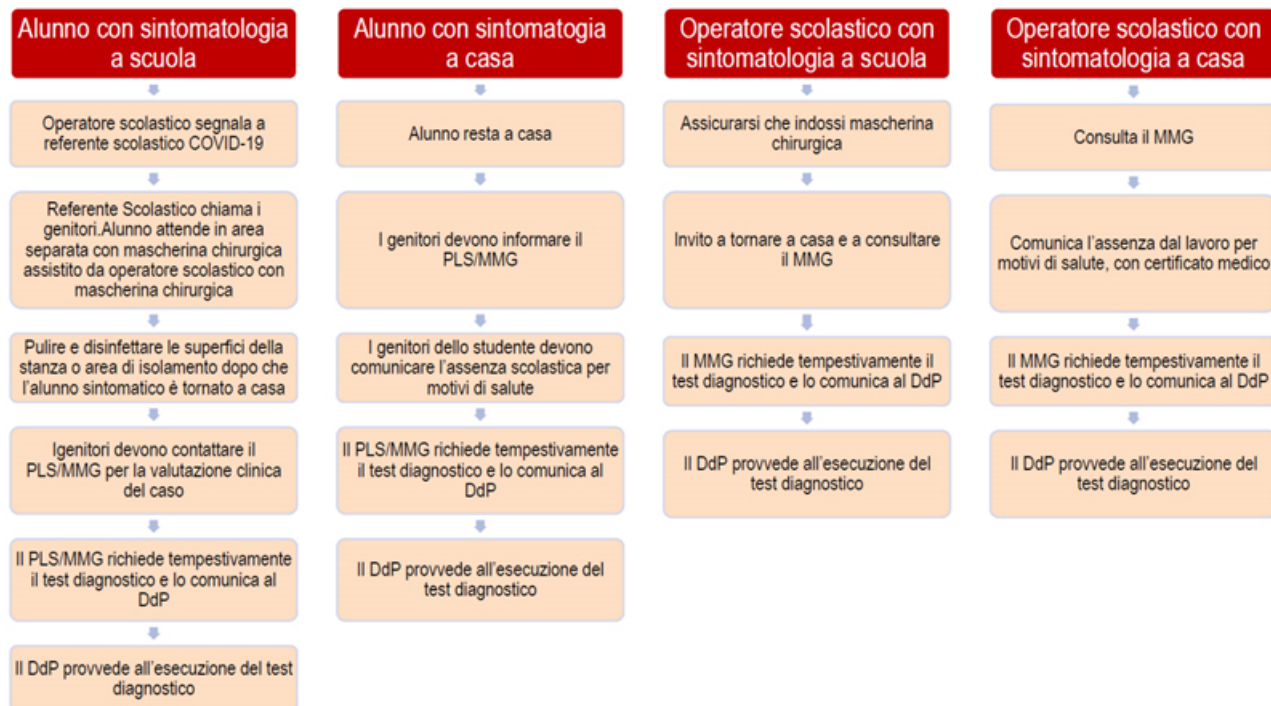 Alunno con sintomatologia
a scuola
Operatore scolastico segnala a
referente scolastico COVID-19
Referente Scolastico chiama i
genitori.Alunno attende in area
separata con mascherina chirurgica
assistito da operatore scolastico con
mascherina chirurgica
Pulire e disinfettare le superfici della
stanza o area di isolamento dopo che
l'alunno sintomatico è tornato a casa
Igenitori devono contattare il
PLS/MMG per la valutazione clinica
del caso
Il PLS/MMG richiede tempestivamente
il test diagnostico e lo comunica al
DdP
Il DdP provvede all'esecuzione del test
diagnostico
Alunno con sintomatogia
a casa
Alunno resta a casa
I genitori devono informare il
PLS/MMG
I genitori dello studente devono
comunicare l'assenza scolastica per
motivi di salute
Il PLS/MMG richiede tempestivamente
il test diagnostico e lo comunica al
DdP
Il DdP provvede all'esecuzione del
test diagnostico
Operatore scolastico con
sintomatologia a scuola
Assicurarsi che indossi mascherina
chirurgica
Invito a tornare a casa e a consultare
il MMG
Il MMG richiede tempestivamente il
test diagnostico e lo comunica al DdP
Il DdP provvede all'esecuzione del
test diagnostico
Operatore scolastico con
sintomatologia a casa
Consulta il MMG
Comunica l'assenza dal lavoro per
motivi di salute, con certificato medico
Il MMG richiede tempestivamente il
test diagnostico e lo comunica al DdP
Il DdP provvede all'esecuzione del
test diagnostico